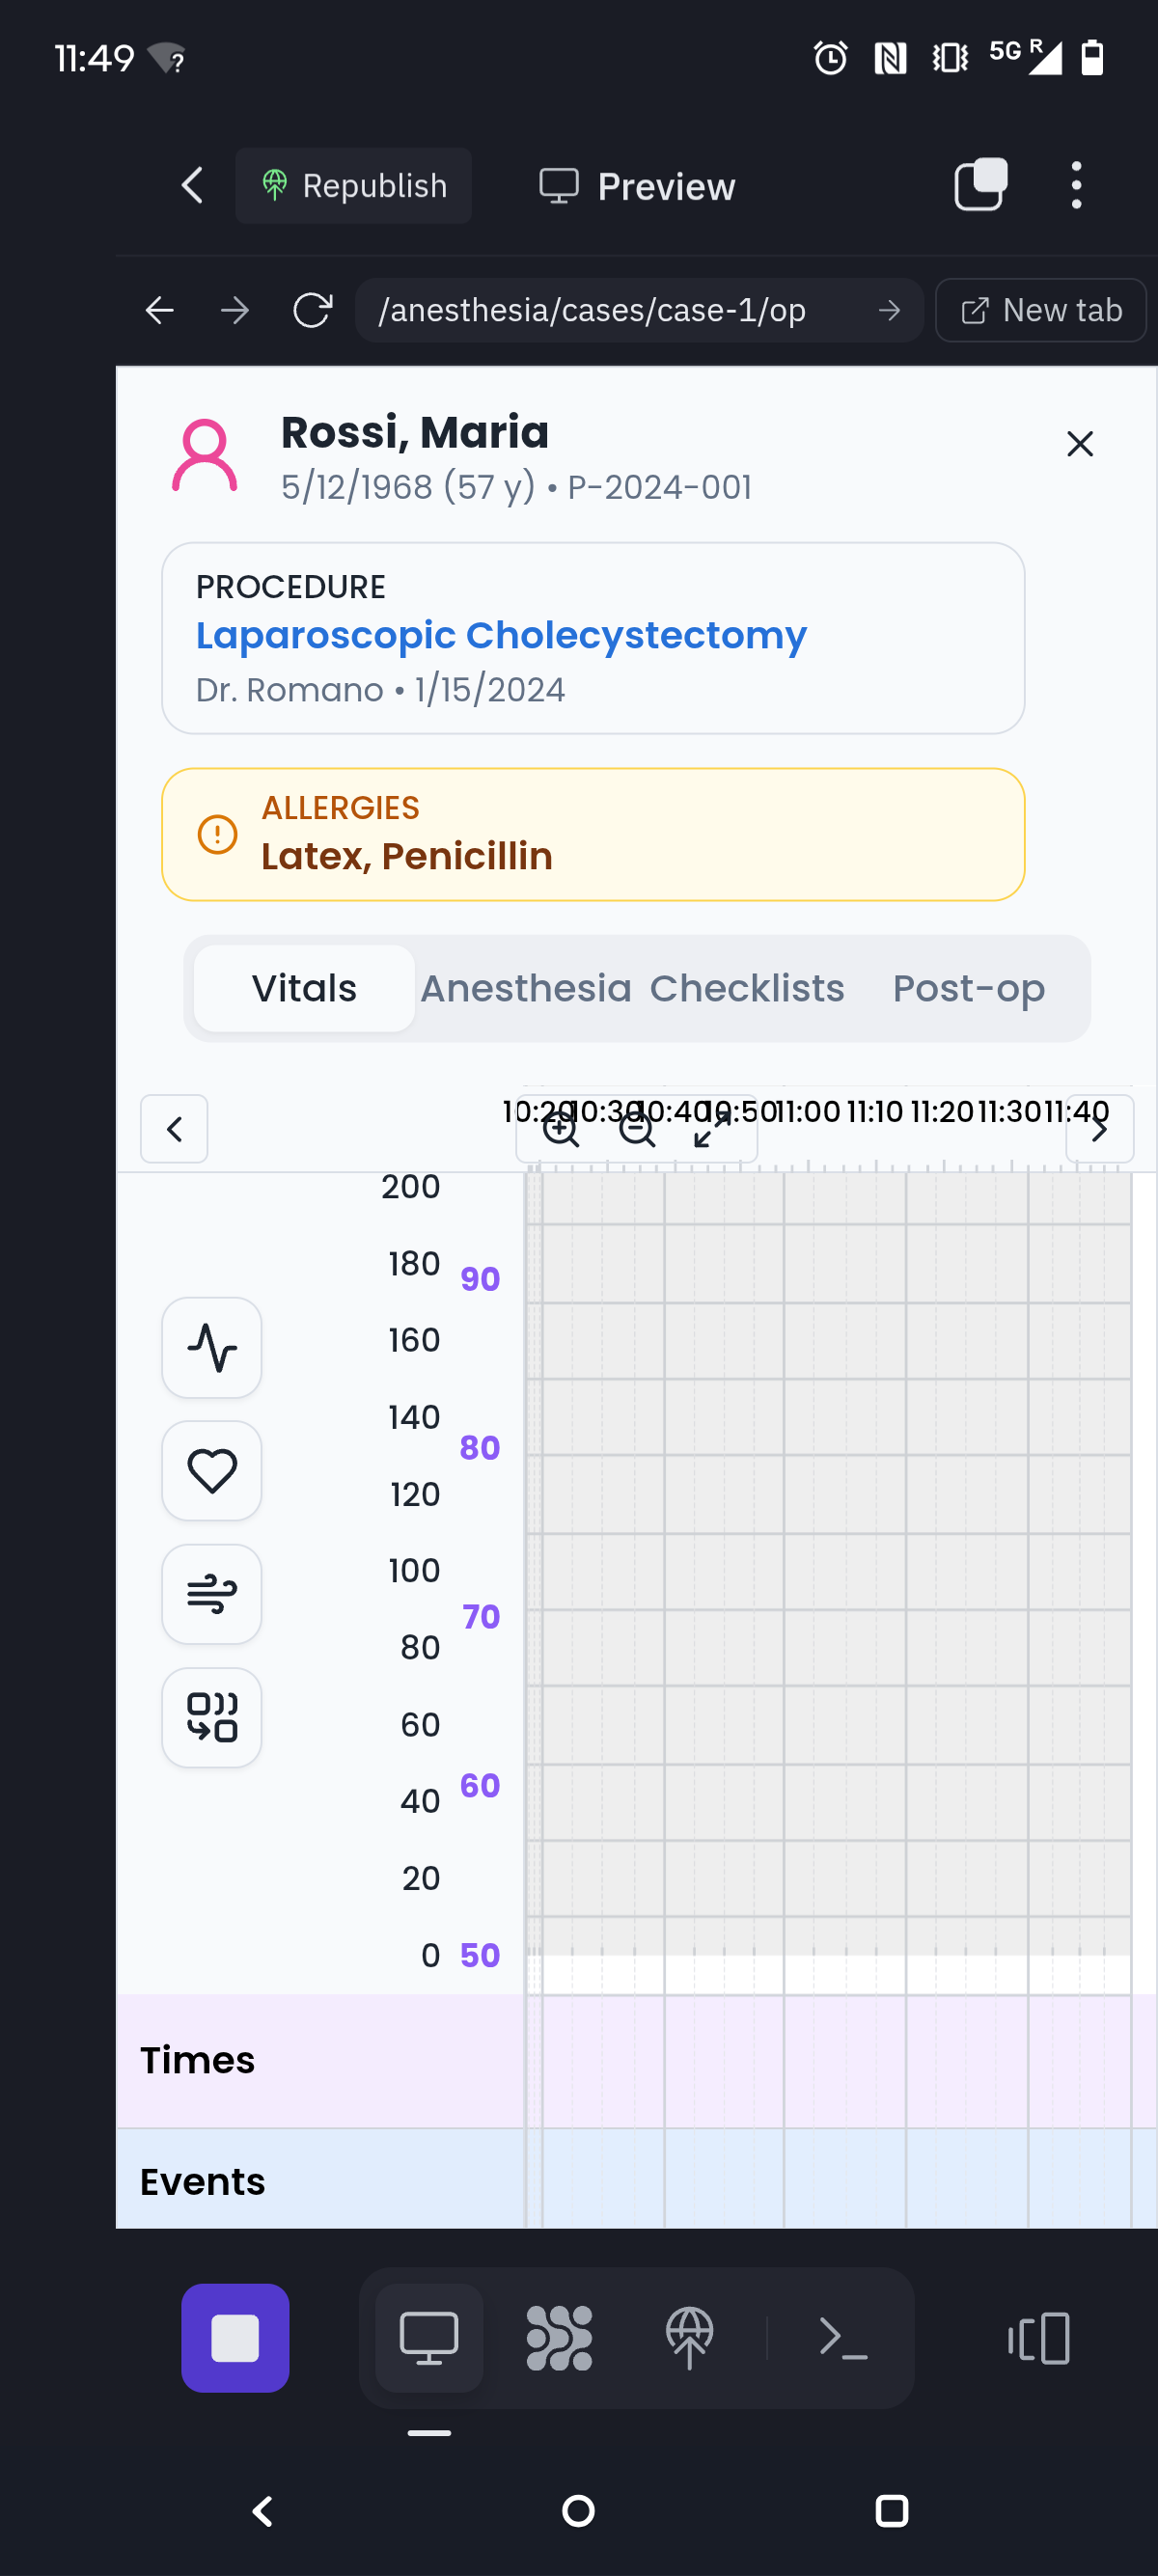 11:49
5G R
Republish
Preview
/anesthesia/cases/case-1/op
New tab
Rossi, Maria
5/12/1968 (57 y) • P-2024-001
PROCEDURE
Laparoscopic Cholecystectomy
Dr. Romano • 1/15/2024
ALLERGIES
Latex, Penicillin
Vitals Anesthesia Checklists Post-op
10:20 10:30 10:40 10:50 11:00 11:10 11:20 11:30 11:40
200
180
90
160
140
80
120
100
70
80
60
60
40
20
0 50
Times
Events